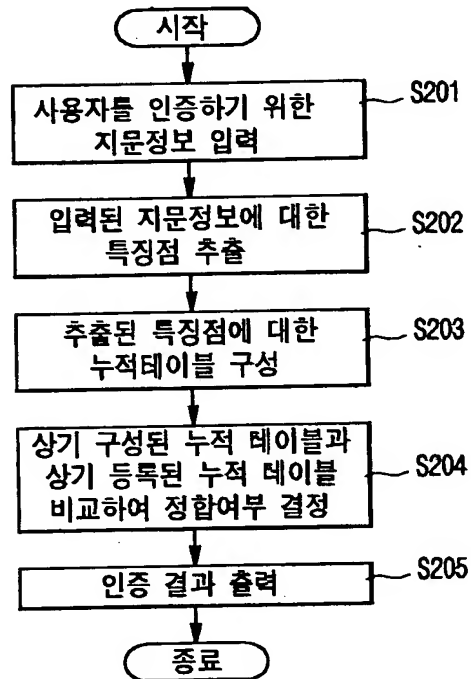 시작
사용자를 인증하기 위한
지문정보 입력
S201
입력된 지문정보에 대한
특징점 추출
S202
추출된 특징점에 대한
누적테이블 구성
S203
상기 구성된 누적 테이블과
상기 등록된 누적 테이블
비교하여 정합여부 결정
S204
인증 결과 출력
S205
종료